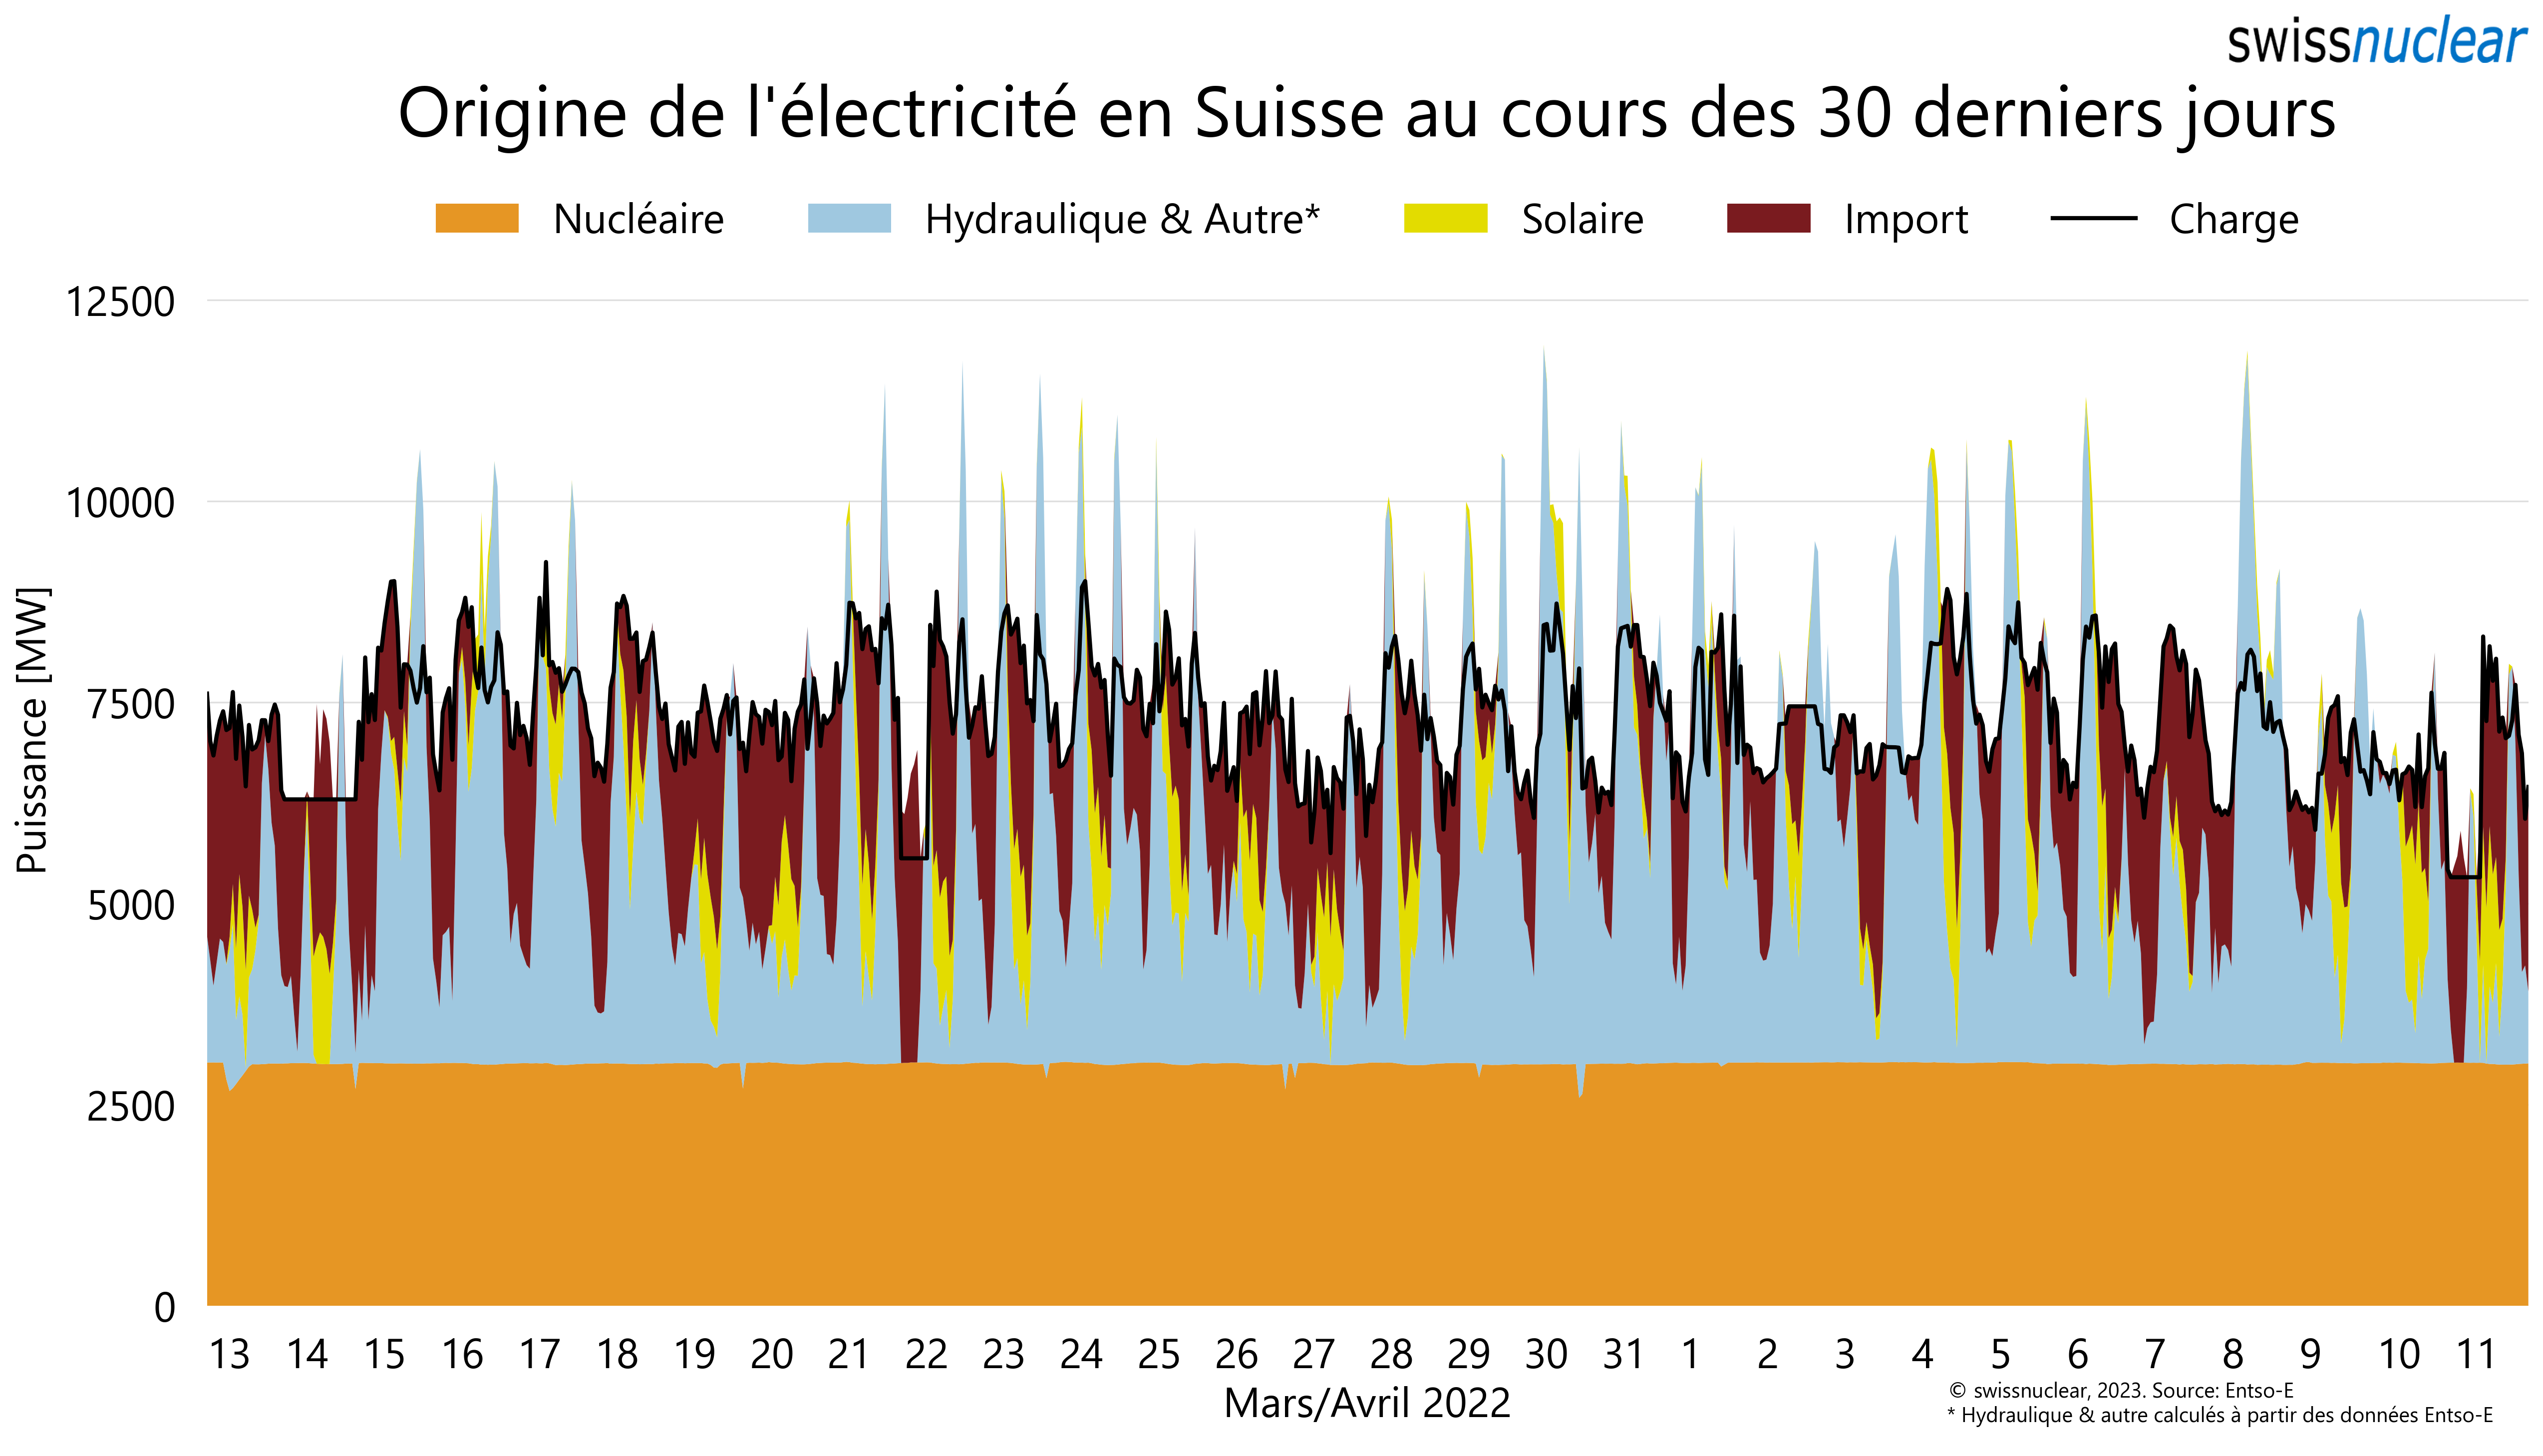 swissnuclear
Origine de l'électricité en Suisse au cours des 30 derniers jours
Nucléaire Hydraulique & Autre* Solaire Import Charge
Puissance [MW]
12500
10000
7500
5000
2500
0
13 14 15 16 17 18 19 20 21 22 23 24 25 26 27 28 29 30 31 1 2 3 4 5 6 7 8 9 10 11
Mars/Avril 2022
© swissnuclear, 2023. Source: Entso-E
* Hydraulique & autre calculés à partir des données Entso-E